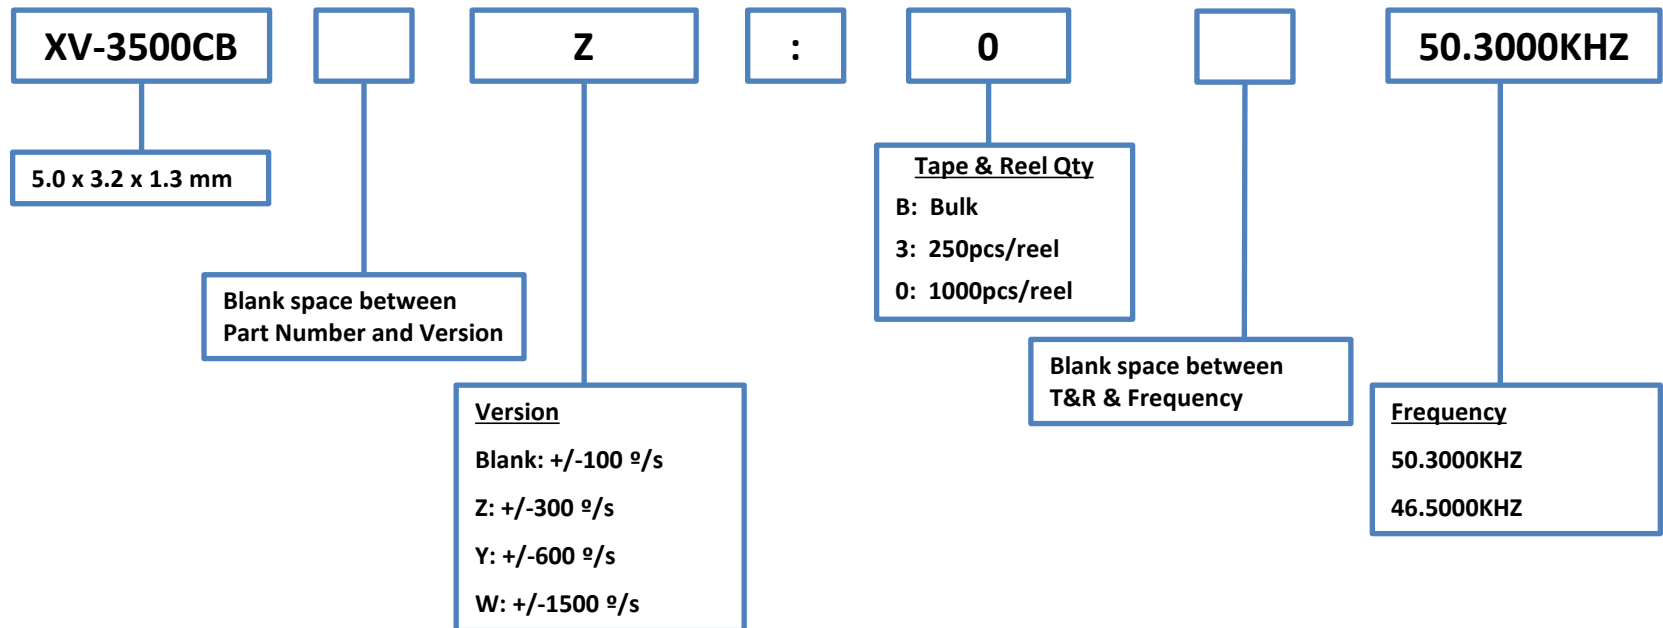 XV-3500CB Z : 0 50.3000KHZ
5.0 x 3.2 x 1.3 mm
Tape & Reel Qty
B: Bulk
3: 250pcs/reel
0: 1000pcs/reel
Blank space between
Part Number and Version
Blank space between
T&R & Frequency
Version
Blank: +/-100 º/s
Z: +/-300 º/s
Y: +/-600 º/s
W: +/-1500 º/s
Frequency
50.3000KHZ
46.5000KHZ